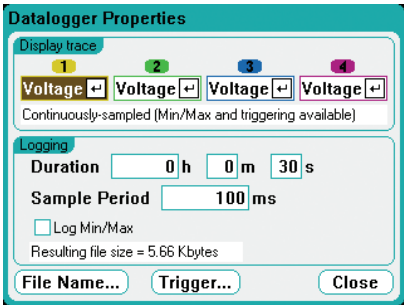 Datalogger Properties
Display trace
1 2 3 4
Voltage Voltage Voltage Voltage
Continuously-sampled (Min/Max and triggering available)
Logging
Duration 0 h 0 m 30 s
Sample Period 100 ms
Log Min/Max
Resulting file size = 5.66 Kbytes
File Name... Trigger... Close